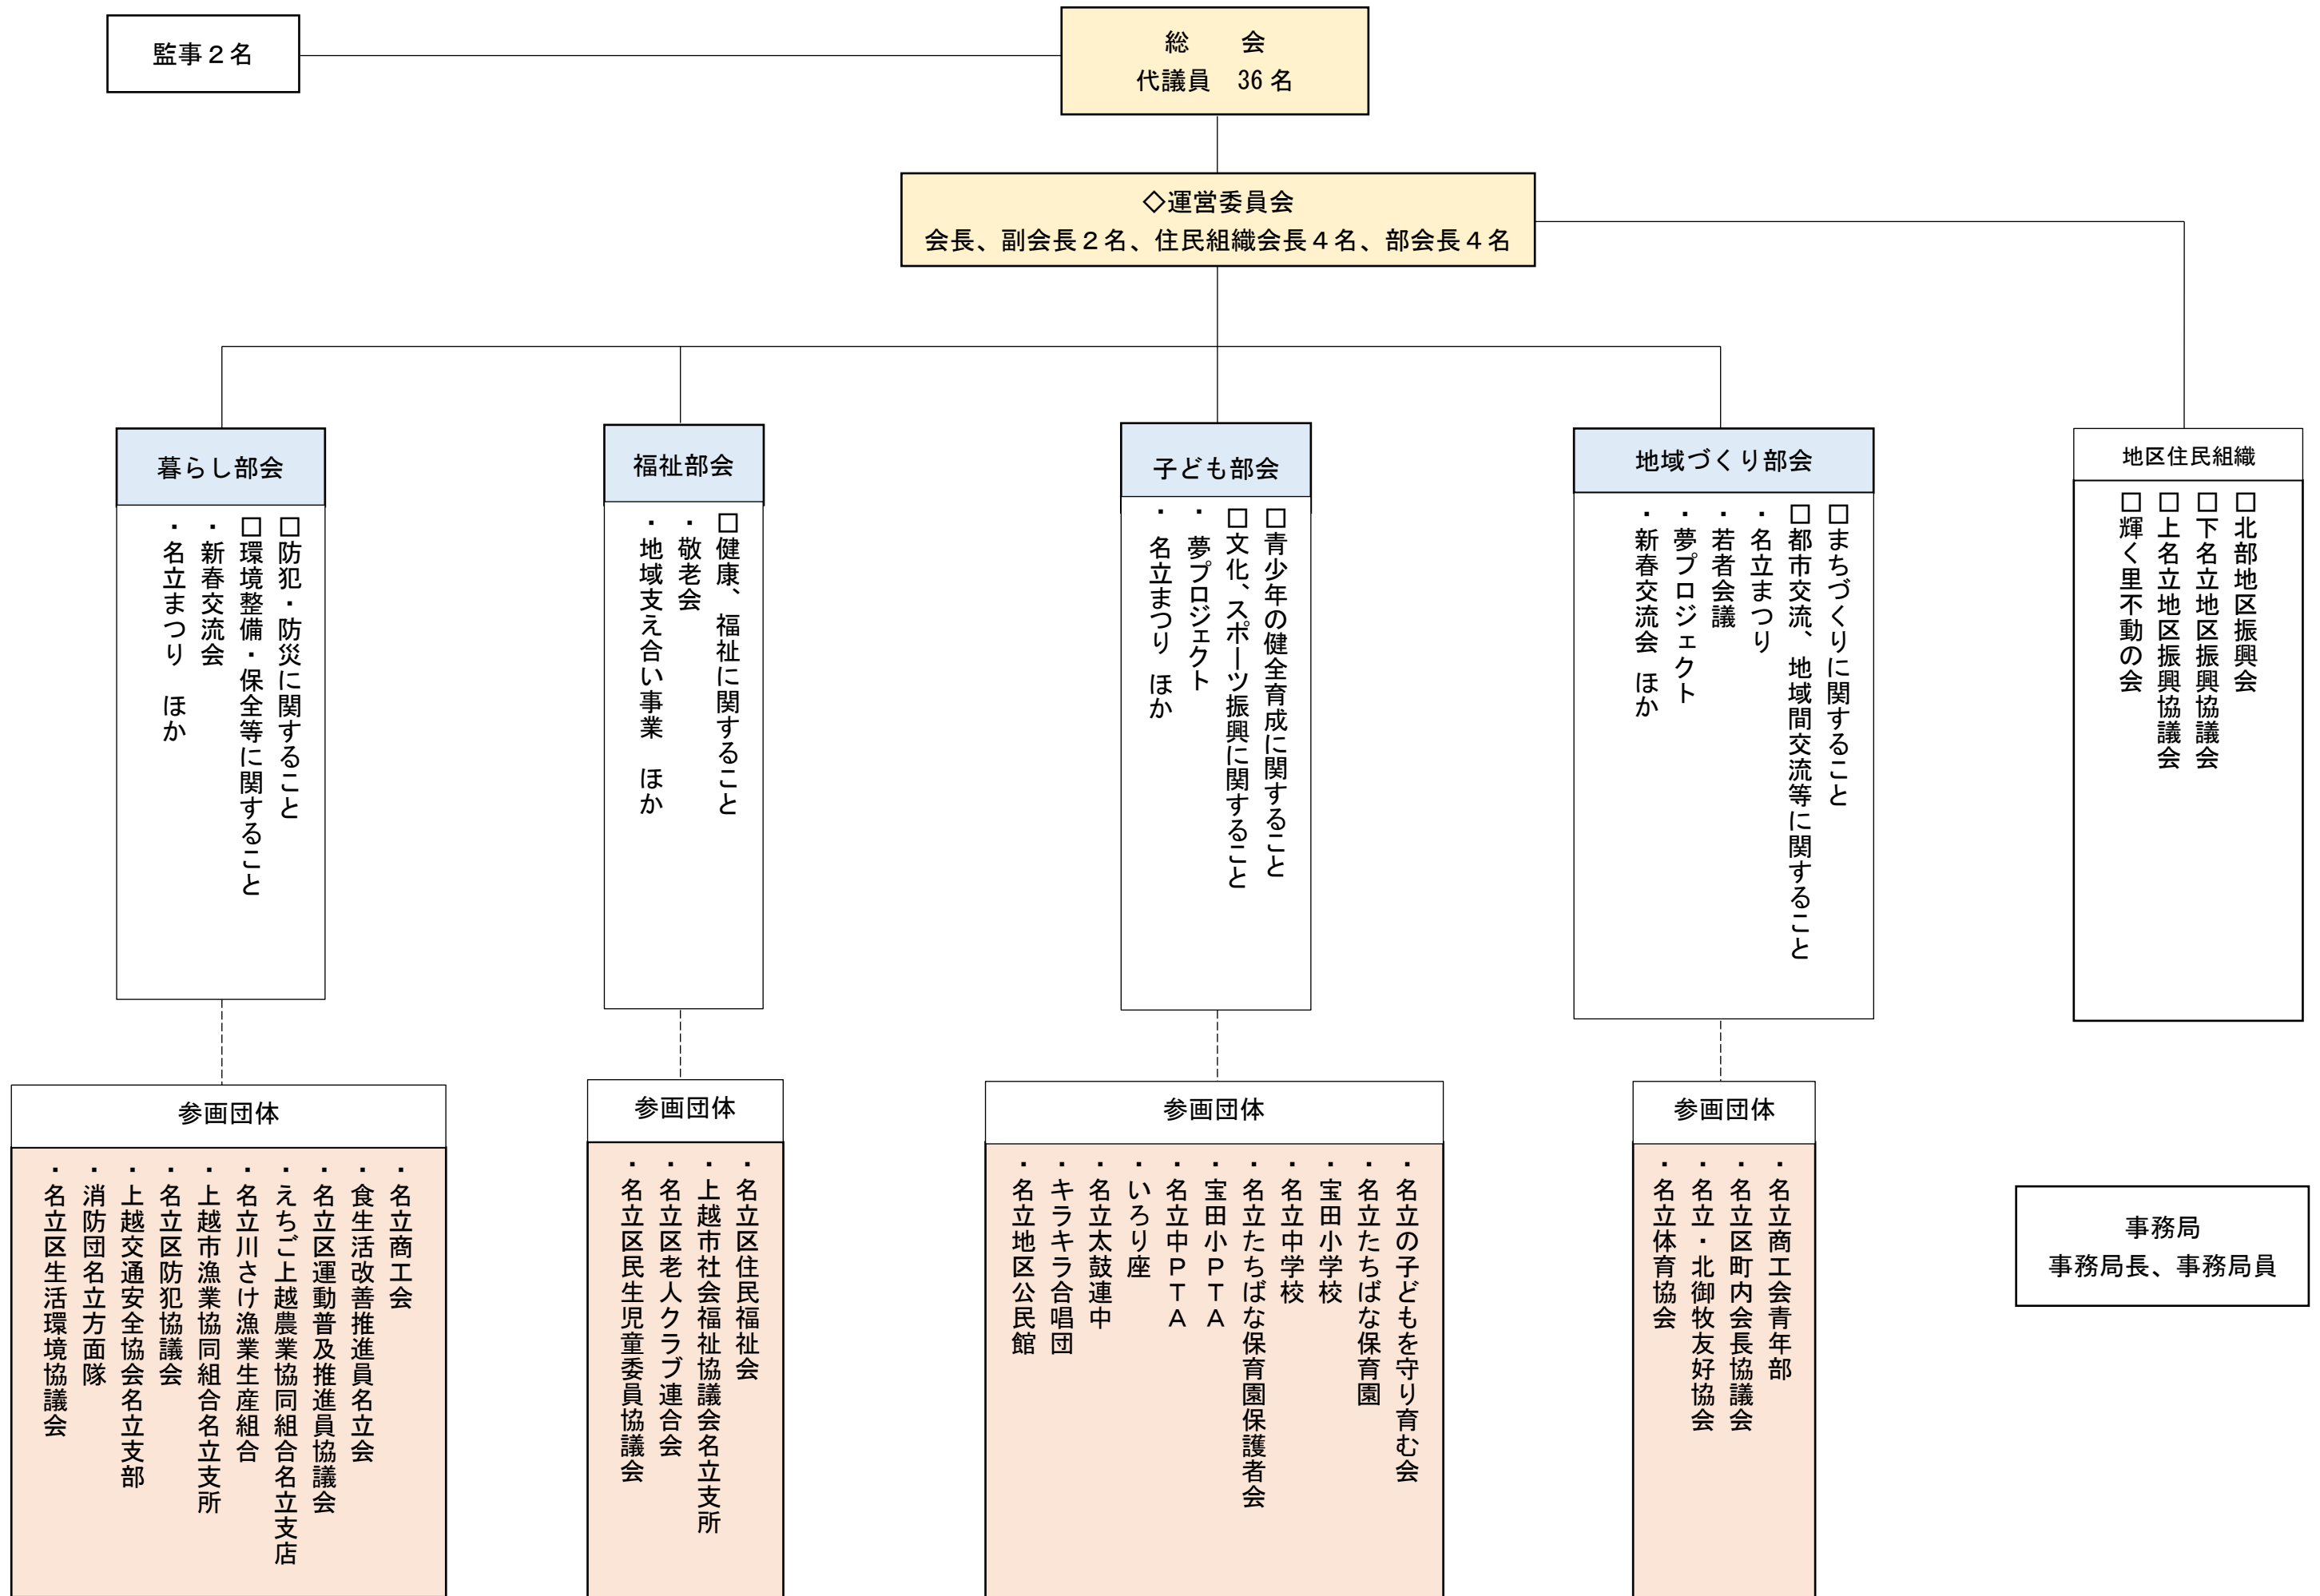 監事２名
総　　会
代議員　36名
◇運営委員会
会長、副会長２名、住民組織会長４名、部会長４名
暮らし部会
□防犯・防災に関すること
□環境整備・保全等に関すること
・新春交流会
・名立まつり　ほか
福祉部会
□健康、福祉に関すること
・敬老会
・地域支え合い事業　ほか
子ども部会
□青少年の健全育成に関すること
□文化、スポーツ振興に関すること
・夢プロジェクト
・名立まつり ほか
地域づくり部会
□まちづくりに関すること
□都市交流、地域間交流等に関すること
・名立まつり
・若者会議
・夢プロジェクト
・新春交流会 ほか
地区住民組織
□北部地区振興会
□下名立地区振興協議会
□上名立地区振興協議会
□輝く里不動の会
参画団体
・名立商工会
・食生活改善推進員名立会
・名立区運動普及推進員協議会
・えちご上越農業協同組合名立支店
・名立川さけ漁業生産組合
・上越市漁業協同組合名立支所
・名立区防犯協議会
・上越交通安全協会名立支部
・消防団名立方面隊
・名立区生活環境協議会
参画団体
・名立区住民福祉会
・上越市社会福祉協議会名立支所
・名立区老人クラブ連合会
・名立区民生児童委員協議会
参画団体
・名立の子どもを守り育む会
・名立たちばな保育園
・宝田小学校
・名立中学校
・名立たちばな保育園保護者会
・宝田小ＰＴＡ
・名立中ＰＴＡ
・いろり座
・名立太鼓連中
・キラキラ合唱団
・名立地区公民館
参画団体
・名立商工会青年部
・名立区町内会長協議会
・名立・北御牧友好協会
・名立体育協会
事務局
事務局長、事務局員